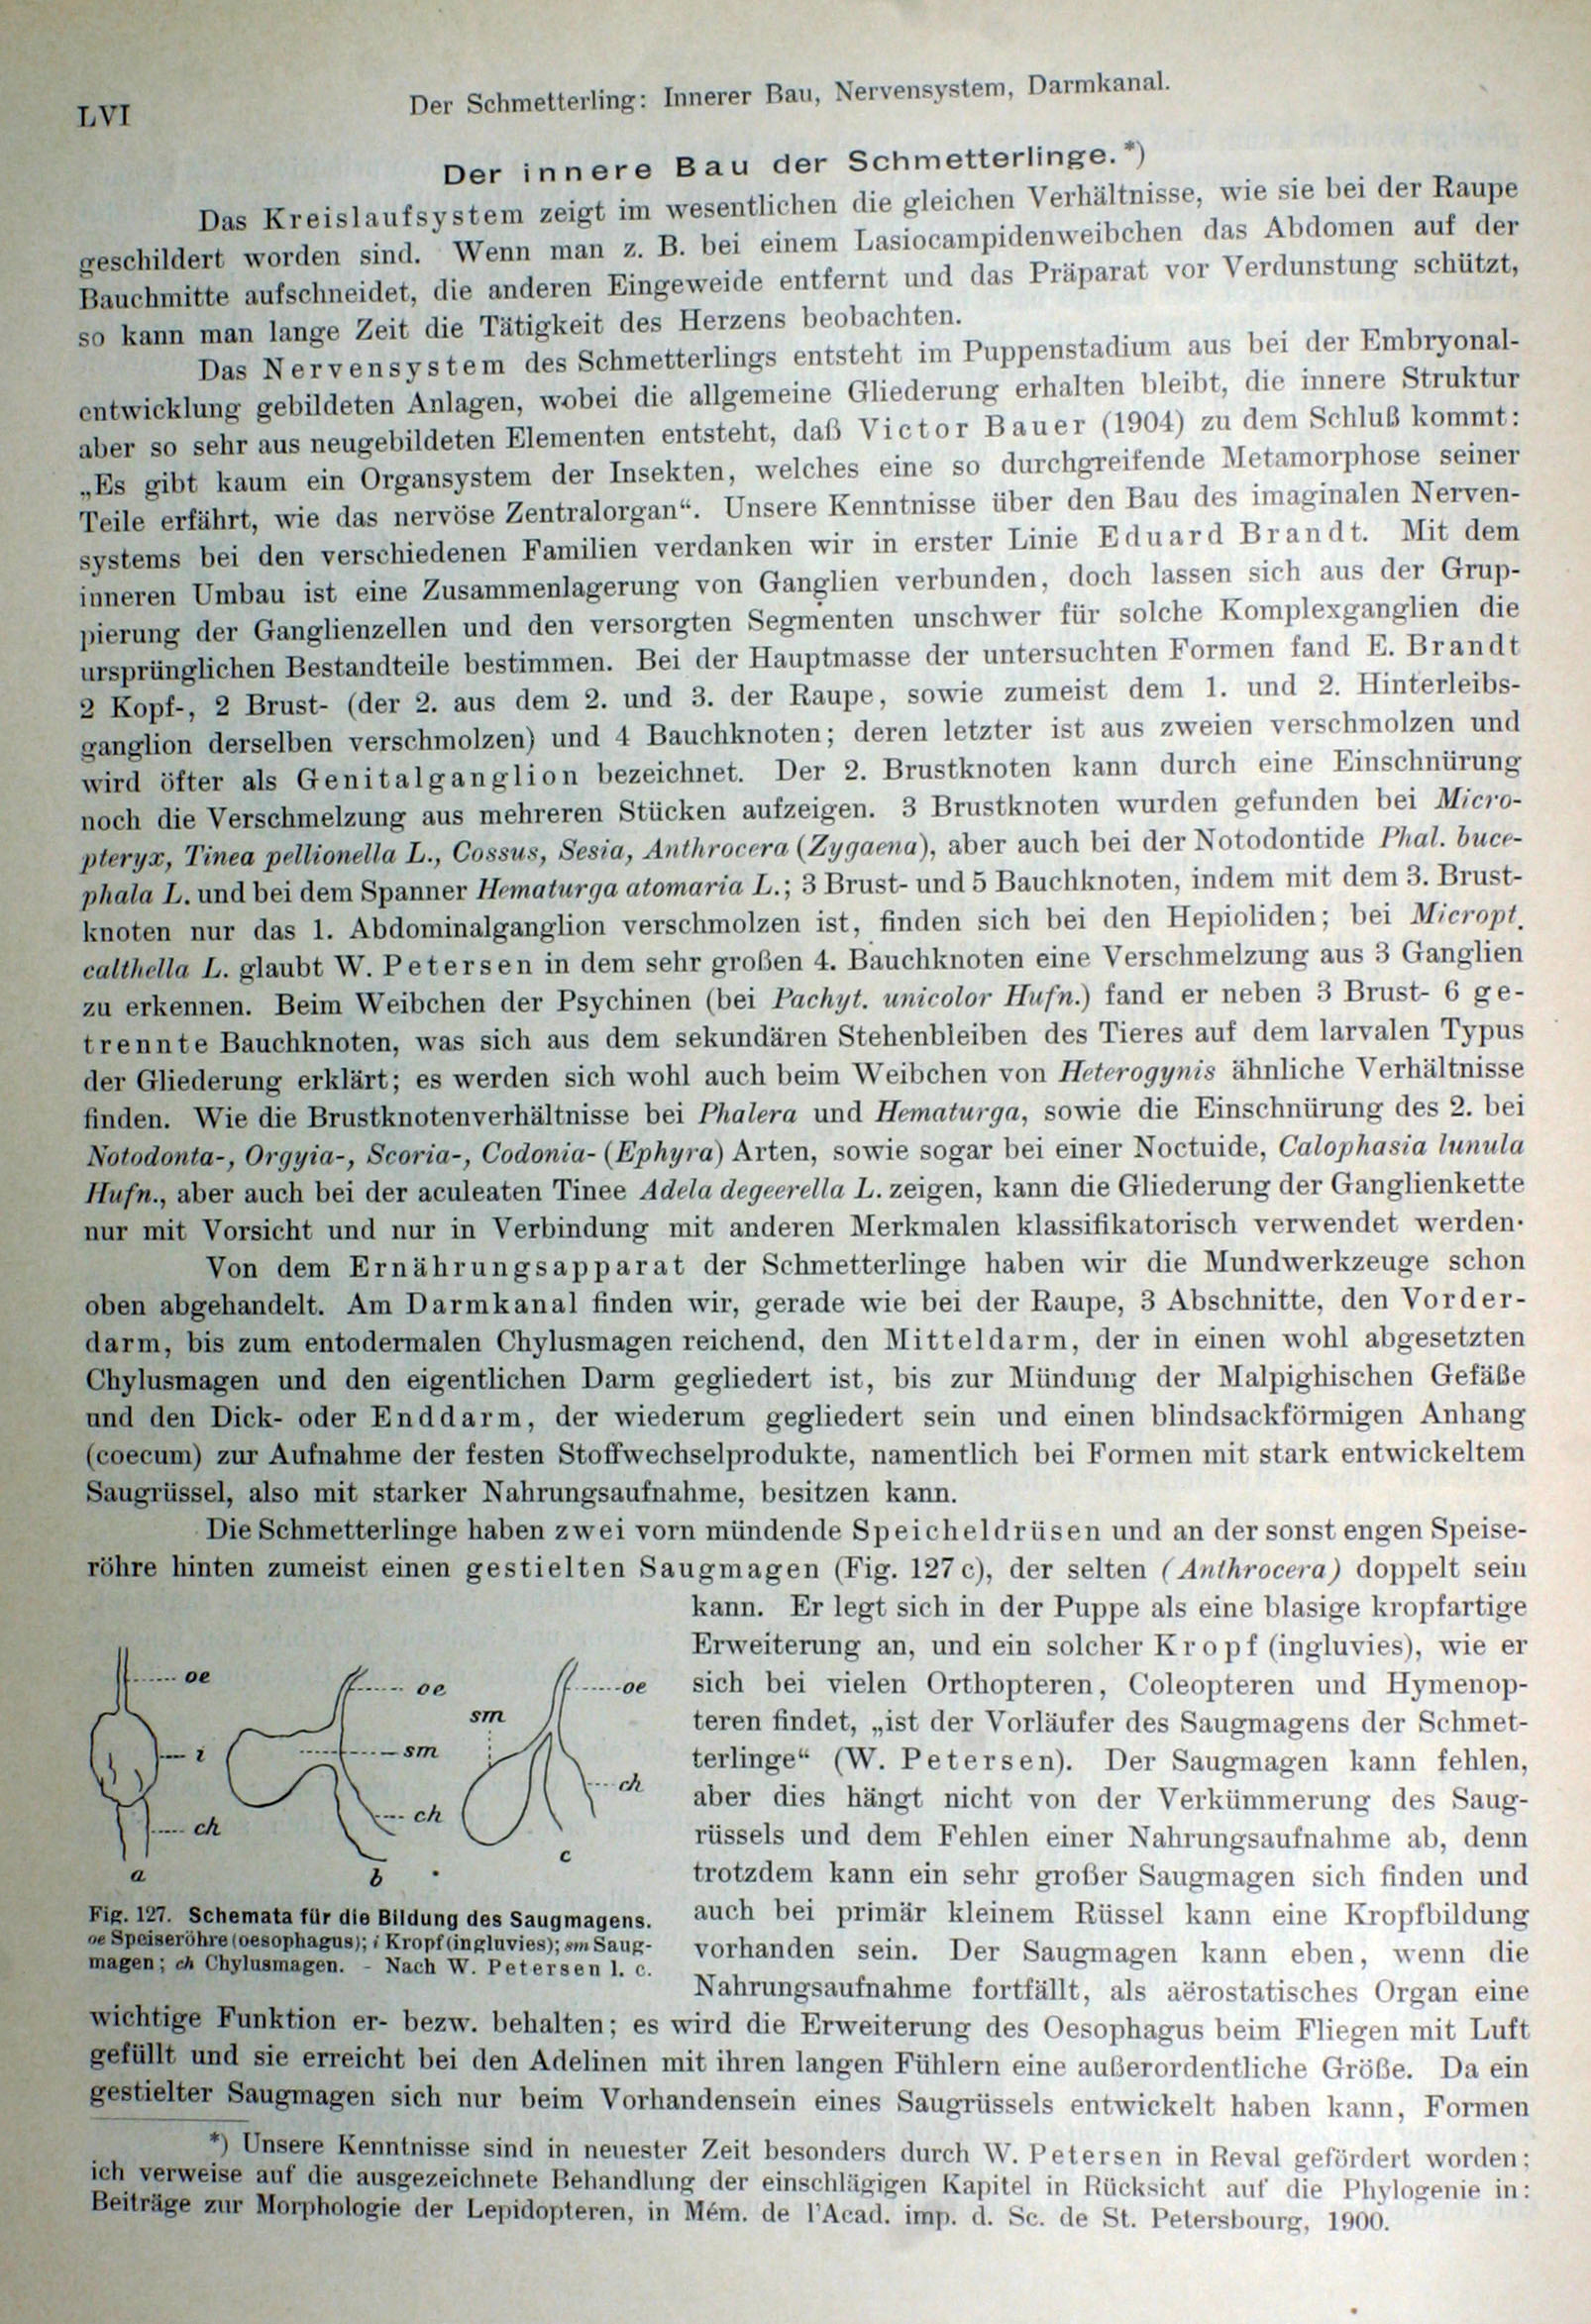 LVI
Der Schmetterling: Innerer Bau, Nervensystem, Darmkanal.
Der innere Bau der Schmetterlinge.*)
Das Kreislaufsystem zeigt im wesentlichen die gleichen Verhältnisse, wie sie bei der Raupe
geschildert worden sind. Wenn man z. B. bei einem Lasiocampidenweibchen das Abdomen auf der
Bauchmitte aufschneidet, die anderen Eingeweide entfernt und das Präparat vor Verdunstung schützt,
so kann man lange Zeit die Tätigkeit des Herzens beobachten.
Das Nervensystem des Schmetterlings entsteht im Puppenstadium aus bei der Embryonal-
entwicklung gebildeten Anlagen, wobei die allgemeine Gliederung erhalten bleibt, die innere Struktur
aber so sehr aus neugebildeten Elementen entsteht, daß Victor Bauer (1904) zu dem Schluß kommt:
„Es gibt kaum ein Organsystem der Insekten, welches eine so durchgreifende Metamorphose seiner
Teile erfährt, wie das nervöse Zentralorgan“. Unsere Kenntnisse über den Bau des imaginalen Nerven-
systems bei den verschiedenen Familien verdanken wir in erster Linie Eduard Brandt. Mit dem
inneren Umbau ist eine Zusammenlagerung von Ganglien verbunden, doch lassen sich aus der Grup-
pierung der Ganglienzellen und den versorgten Segmenten unschwer für solche Komplexganglien die
ursprünglichen Bestandteile bestimmen. Bei der Hauptmasse der untersuchten Formen fand E. Brandt
2 Kopf-, 2 Brust- (der 2. aus dem 2. und 3. der Raupe, sowie zumeist dem 1. und 2. Hinterleibs-
ganglion derselben verschmolzen) und 4 Bauchknoten; deren letzter ist aus zweien verschmolzen und
wird öfter als Genitalganglion bezeichnet. Der 2. Brustknoten kann durch eine Einschnürung
noch die Verschmelzung aus mehreren Stücken aufzeigen. 3 Brustknoten wurden gefunden bei Micro-
pteryx, Tinea pellionella L., Cossus, Sesia, Anthrocera (Zygaena), aber auch bei der Notodontide Phal. buce-
phala L. und bei dem Spanner Hematurga atomaria L.; 3 Brust- und 5 Bauchknoten, indem mit dem 3. Brust-
knoten nur das 1. Abdominalganglion verschmolzen ist, finden sich bei den Hepioliden; bei Micropt.
calthella L. glaubt W. Petersen in dem sehr großen 4. Bauchknoten eine Verschmelzung aus 3 Ganglien
zu erkennen. Beim Weibchen der Psychinen (bei Pachyt. unicolor Hufn.) fand er neben 3 Brust- 6 ge-
trennte Bauchknoten, was sich aus dem sekundären Stehenbleiben des Tieres auf dem larvalen Typus
der Gliederung erklärt; es werden sich wohl auch beim Weibchen von Heterogynis ähnliche Verhältnisse
finden. Wie die Brustknotenverhältnisse bei Phalera und Hematurga, sowie die Einschnürung des 2. bei
Notodonta-, Orgyia-, Scoria-, Codonia- (Ephyra) Arten, sowie sogar bei einer Noctuide, Calophasia lunula
Hufn., aber auch bei der aculeaten Tinee Adela degeerella L. zeigen, kann die Gliederung der Ganglienkette
nur mit Vorsicht und nur in Verbindung mit anderen Merkmalen klassifikatorisch verwendet werden.
Von dem Ernährungsapparat der Schmetterlinge haben wir die Mundwerkzeuge schon
oben abgehandelt. Am Darmkanal finden wir, gerade wie bei der Raupe, 3 Abschnitte, den Vorder-
darm, bis zum entodermalen Chylusmagen reichend, den Mitteldarm, der in einen wohl abgesetzten
Chylusmagen und den eigentlichen Darm gegliedert ist, bis zur Mündung der Malpighischen Gefäße
und den Dick- oder Enddarm, der wiederum gegliedert sein und einen blindsackförmigen Anhang
(coecum) zur Aufnahme der festen Stoffwechselprodukte, namentlich bei Formen mit stark entwickeltem
Saugrüssel, also mit starker Nahrungsaufnahme, besitzen kann.
Die Schmetterlinge haben zwei vorn mündende Speicheldrüsen und an der sonst engen Speise-
röhre hinten zumeist einen gestielten Saugmagen (Fig. 127 c), der selten (Anthrocera) doppelt sein
kann. Er legt sich in der Puppe als eine blasige kropfartige
Erweiterung an, und ein solcher Kropf (ingluvies), wie er
sich bei vielen Orthopteren, Coleopteren und Hymenop-
teren findet, „ist der Vorläufer des Saugmagens der Schmet-
terlinge“ (W. Petersen). Der Saugmagen kann fehlen,
aber dies hängt nicht von der Verkümmerung des Saug-
rüssels und dem Fehlen einer Nahrungsaufnahme ab, denn
trotzdem kann ein sehr großer Saugmagen sich finden und
auch bei primär kleinem Rüssel kann eine Kropfbildung
vorhanden sein. Der Saugmagen kann eben, wenn die
Nahrungsaufnahme fortfällt, als aërostatisches Organ eine
oe
i
ch
a
oe
sm
ch
b
sm
oe
ch
c
Fig. 127. Schemata für die Bildung des Saugmagens.
oe Speiseröhre (oesophagus); i Kropf (ingluvies); sm Saug-
magen; ch Chylusmagen. - Nach W. Petersen l. c.
wichtige Funktion er- bezw. behalten; es wird die Erweiterung des Oesophagus beim Fliegen mit Luft
gefüllt und sie erreicht bei den Adelinen mit ihren langen Fühlern eine außerordentliche Größe. Da ein
gestielter Saugmagen sich nur beim Vorhandensein eines Saugrüssels entwickelt haben kann, Formen
*) Unsere Kenntnisse sind in neuester Zeit besonders durch W. Petersen in Reval gefördert worden;
ich verweise auf die ausgezeichnete Behandlung der einschlägigen Kapitel in Rücksicht auf die Phylogenie in:
Beiträge zur Morphologie der Lepidopteren, in Mém. de l'Acad. imp. d. Sc. de St. Petersbourg, 1900.